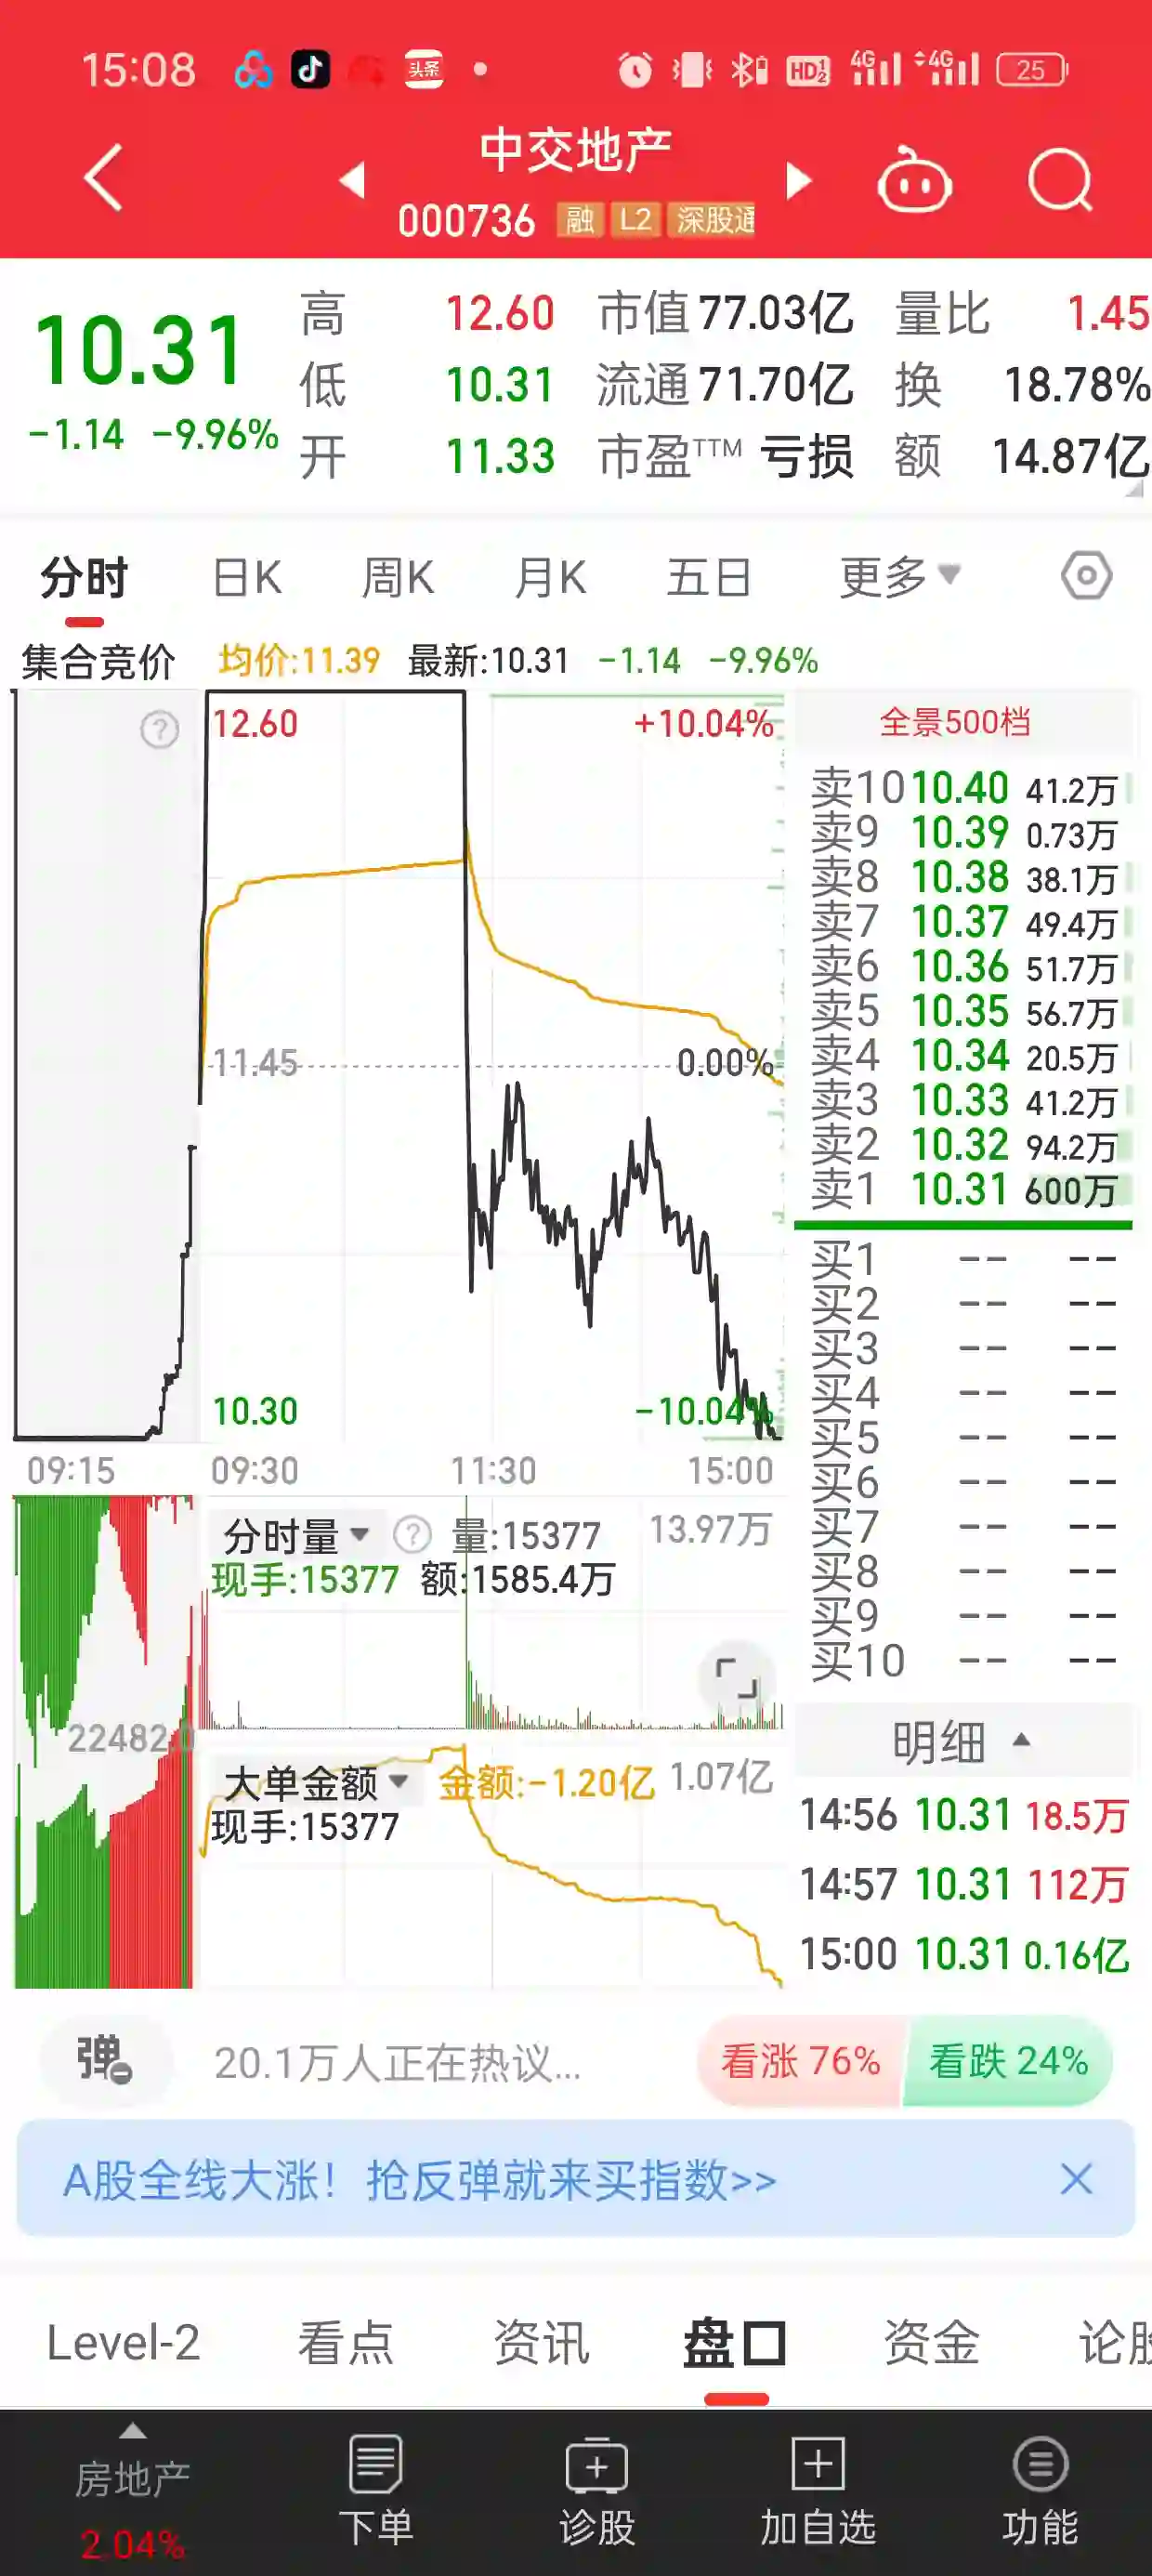 15:08 头条 HD1 2 4G 4G 25
中交地产
000736 融 L2 深股通
10.31
-1.14 -9.96%
高 12.60 市值 77.03亿 量比 1.45
低 10.31 流通 71.70亿 换 18.78%
开 11.33 市盈TTM 亏损 额 14.87亿
分时 日K 周K 月K 五日 更多
集合竞价 均价:11.39 最新:10.31 -1.14 -9.96%
12.60 +10.04%
11.45 0.00%
10.30 -10.04%
09:15 09:30 11:30 15:00
全景500档
卖10 10.40 41.2万
卖9 10.39 0.73万
卖8 10.38 38.1万
卖7 10.37 49.4万
卖6 10.36 51.7万
卖5 10.35 56.7万
卖4 10.34 20.5万
卖3 10.33 41.2万
卖2 10.32 94.2万
卖1 10.31 600万
买1 -- --
买2 -- --
买3 -- --
买4 -- --
买5 -- --
买6 -- --
买7 -- --
买8 -- --
买9 -- --
买10 -- --
分时量 ? 量:15377 13.97万
现手:15377 额:1585.4万
22482.0
大单金额 金额:-1.20亿 1.07亿
现手:15377
明细
14:56 10.31 18.5万
14:57 10.31 112万
15:00 10.31 0.16亿
弹 20.1万人正在热议... 看涨 76% 看跌 24%
A股全线大涨！抢反弹就来买指数>>
Level-2 看点 资讯 盘口 资金 论股
房地产 下单 诊股 加自选 功能
2.04%